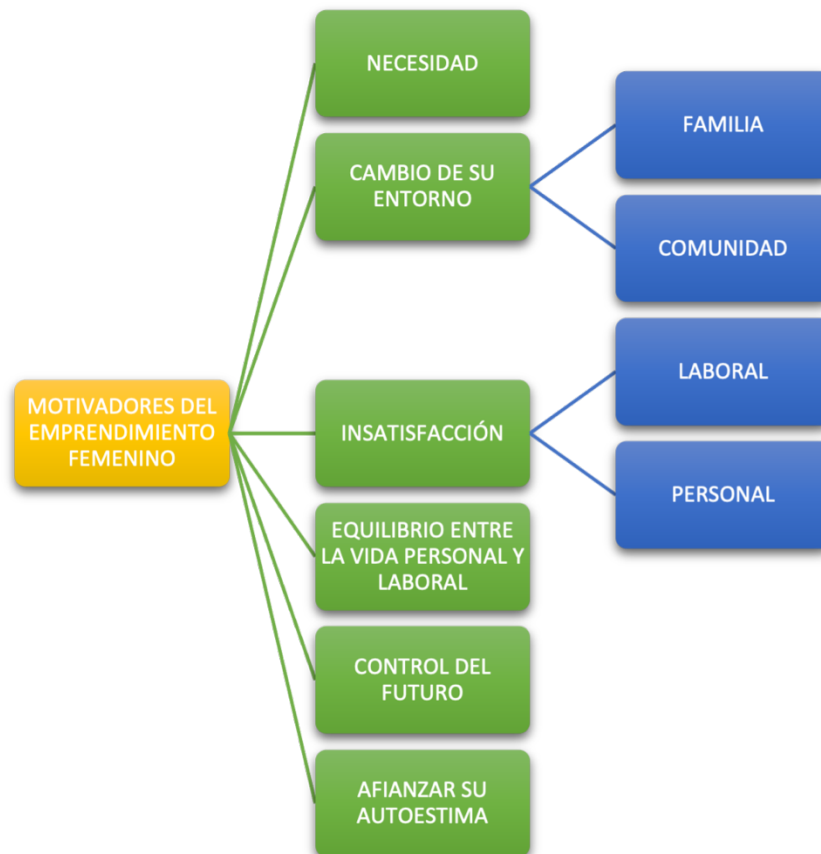 NECESIDAD
CAMBIO DE SU
ENTORNO
FAMILIA
COMUNIDAD
MOTIVADORES DEL
EMPRENDIMIENTO
FEMENINO
INSATISFACCIÓN
LABORAL
PERSONAL
EQUILIBRIO ENTRE
LA VIDA PERSONAL Y
LABORAL
CONTROL DEL
FUTURO
AFIANZAR SU
AUTOESTIMA